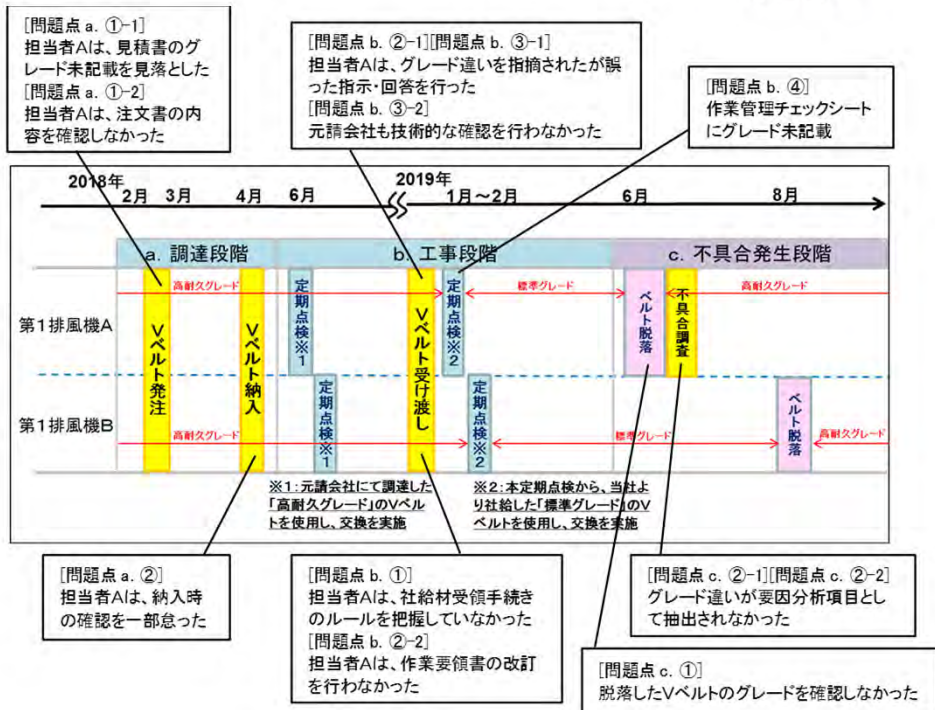 [問題点 a. ①-1]
担当者Aは、見積書のグ
レード未記載を見落とした
[問題点 a. ①-2]
担当者Aは、注文書の内
容を確認しなかった
[問題点 b. ②-1][問題点 b. ③-1]
担当者Aは、グレード違いを指摘されたが誤
った指示・回答を行った
[問題点 b. ③-2]
元請会社も技術的な確認を行わなかった
[問題点 b. ④]
作業管理チェックシート
にグレード未記載
2018年
2月 3月 4月 6月
2019年
1月～2月 6月 8月
a. 調達段階
b. 工事段階
c. 不具合発生段階
第1排風機A
高耐久グレード
標準グレード
高耐久グレード
Vベルト発注
Vベルト納入
定期点検※1
Vベルト受け渡し
定期点検※2
ベルト脱落
不具合調査
第1排風機B
高耐久グレード
標準グレード
高耐久グレード
定期点検※1
定期点検※2
ベルト脱落
※1:元請会社にて調達した
「高耐久グレード」のVベル
トを使用し、交換を実施
※2:本定期点検から、当社よ
り社給した「標準グレード」のV
ベルトを使用し、交換を実施
[問題点 a. ②]
担当者Aは、納入時
の確認を一部怠った
[問題点 b. ①]
担当者Aは、社給材受領手続き
のルールを把握していなかった
[問題点 b. ②-2]
担当者Aは、作業要領書の改訂
を行わなかった
[問題点 c. ②-1][問題点 c. ②-2]
グレード違いが要因分析項目とし
て抽出されなかった
[問題点 c. ①]
脱落したVベルトのグレードを確認しなかった